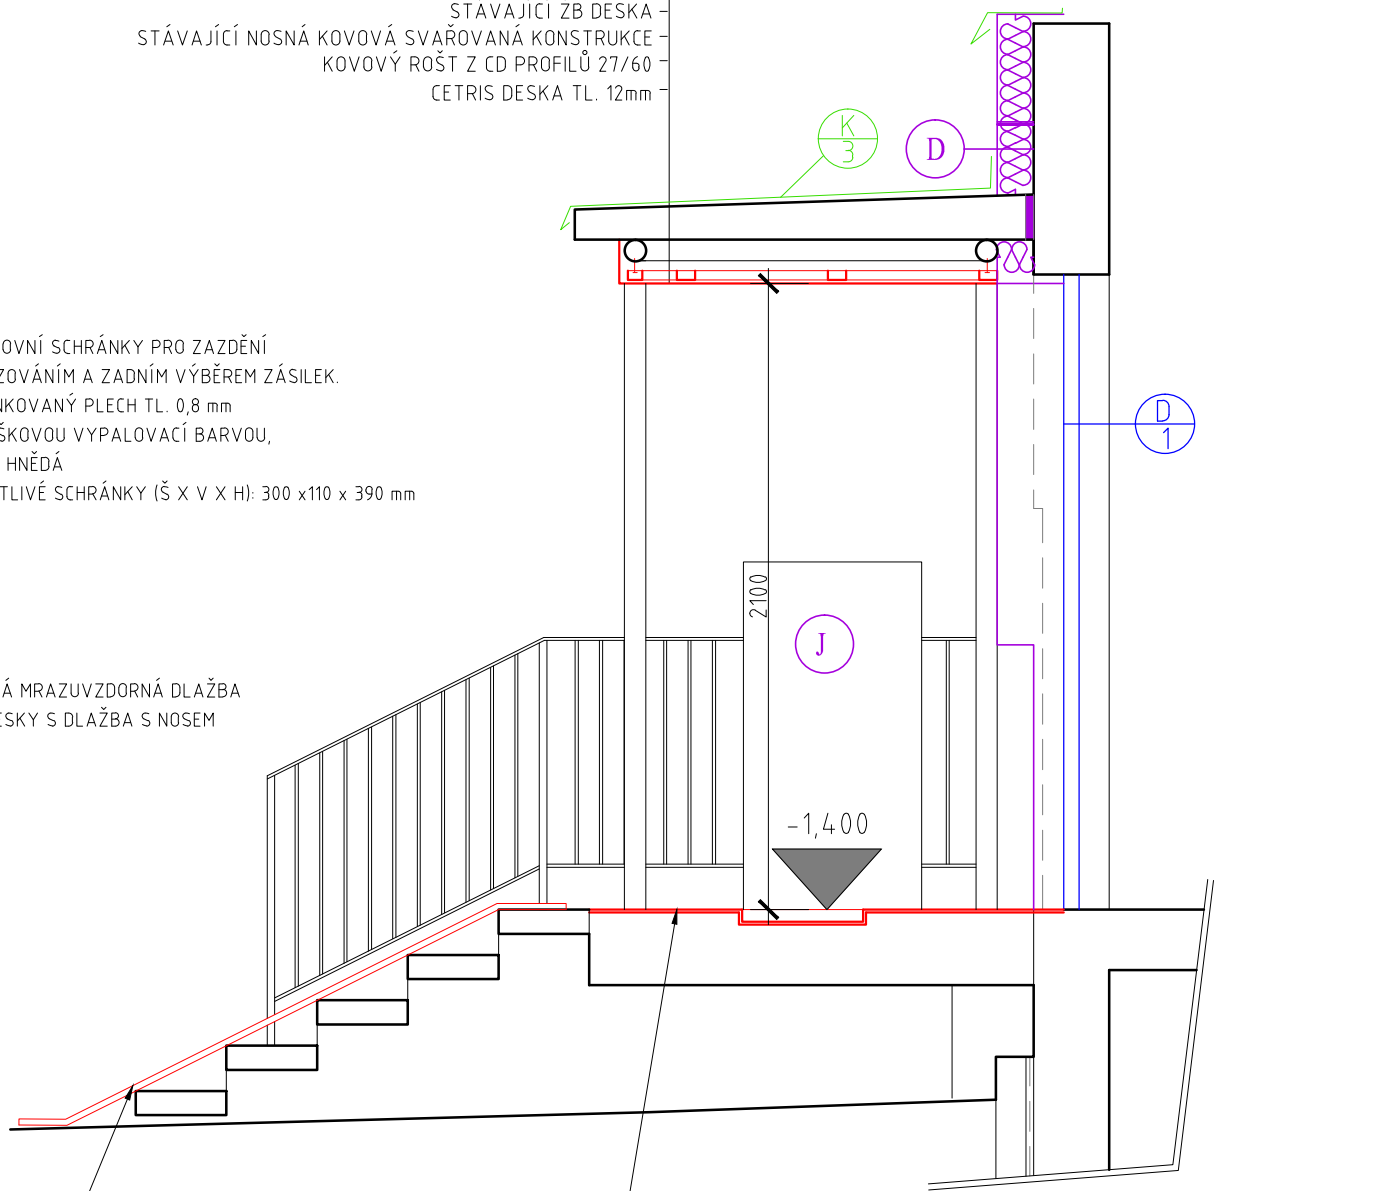 STÁVAJÍCÍ ZB DESKA
STÁVAJÍCÍ NOSNÁ KOVOVÁ SVAŘOVANÁ KONSTRUKCE
KOVOVÝ ROŠT Z CD PROFILŮ 27/60
CETRIS DESKA TL. 12mm
K
3
D
OVNÍ SCHRÁNKY PRO ZAZDĚNÍ
ZOVÁNÍM A ZADNÍM VÝBĚREM ZÁSILEK.
NKOVANÝ PLECH TL. 0,8 mm
ŠKOVOU VYPALOVACÍ BARVOU,
HNĚDÁ
TLIVÉ SCHRÁNKY (Š X V X H): 300 x110 x 390 mm
D
1
2100
J
Á MRAZUVZDORNÁ DLAŽBA
ESKY S DLAŽBA S NOSEM
-1,400